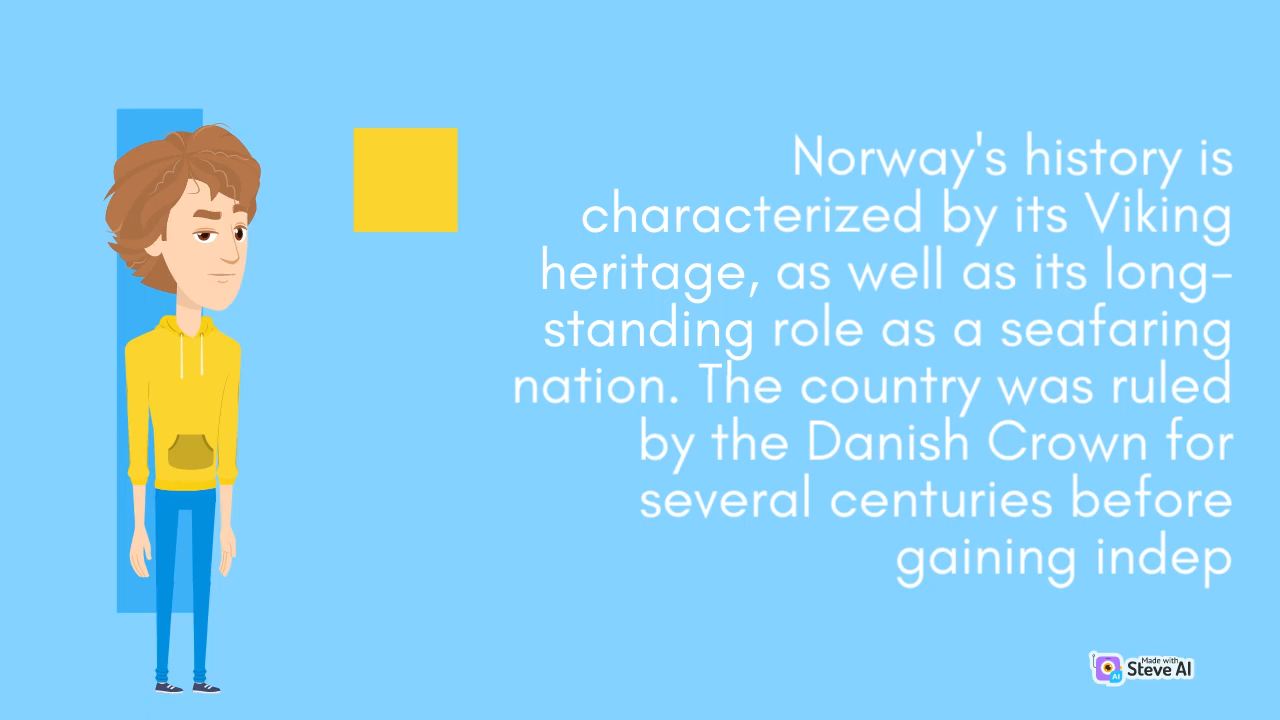 Norway's history is
characterized by its Viking
heritage, as well as its long-
standing role as a seafaring
nation. The country was ruled
by the Danish Crown for
several centuries before
gaining indep
Made with
Steve AI
AI